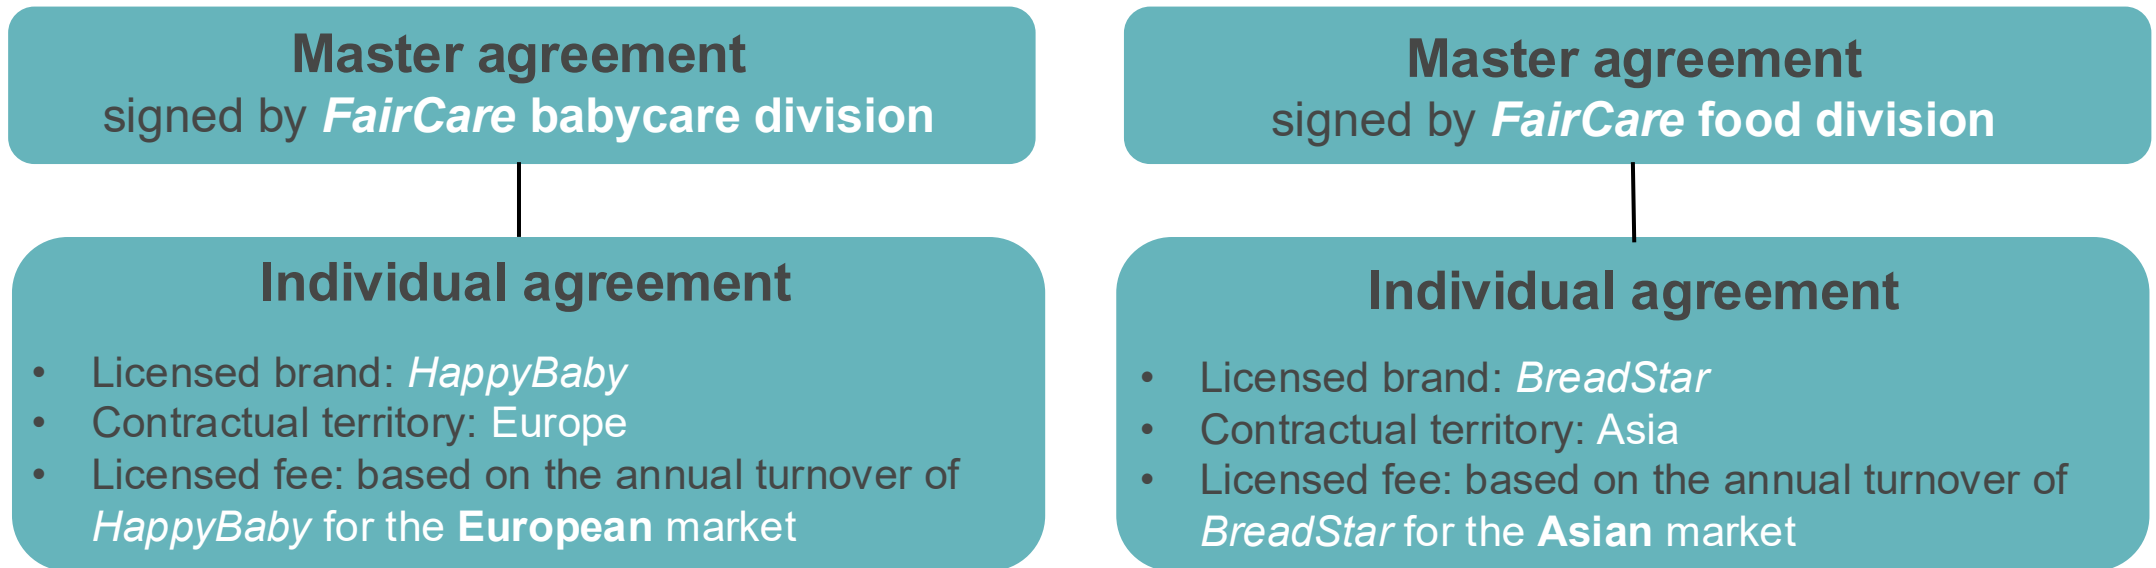 Master agreement
signed by FairCare babycare division
Individual agreement
• Licensed brand: HappyBaby
• Contractual territory: Europe
• Licensed fee: based on the annual turnover of
HappyBaby for the European market
Master agreement
signed by FairCare food division
Individual agreement
• Licensed brand: BreadStar
• Contractual territory: Asia
• Licensed fee: based on the annual turnover of
BreadStar for the Asian market